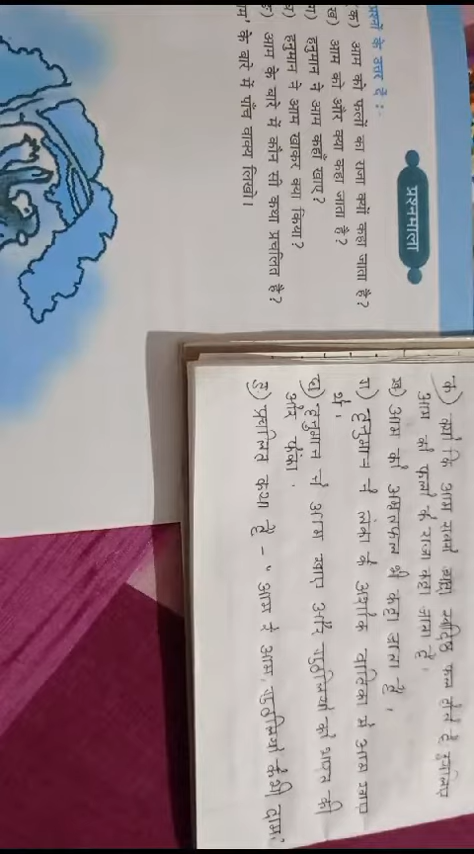 प्रश्नमाला
प्रश्नों के उत्तर दें :
क) आम को फलों का राजा क्यों कहा जाता है?
ख) आम को और क्या कहा जाता है?
ग) हनुमान ने आम कहाँ खाए?
घ) हनुमान ने आम खाकर क्या किया?
ङ) आम के बारे में कौन सी कथा प्रचलित है?
के बारे में पाँच वाक्य लिखो।
क) क्यों कि आम सबसे स्वादिष्ट फल होते हैं इसलिए
आम को फलों के राजा कहा जाता है।
ख) आम को अमृतफल भी कहा जाता है,
ग) हनुमान ने लंका के अशोक वाटिका में आम खाए
थे।
घ) हनुमान ने आम खाए और गुठलियों को भारत की
ओर फेंका
ङ) प्रचलित कथा है - "आम के आम, गुठलियों के भी दाम"